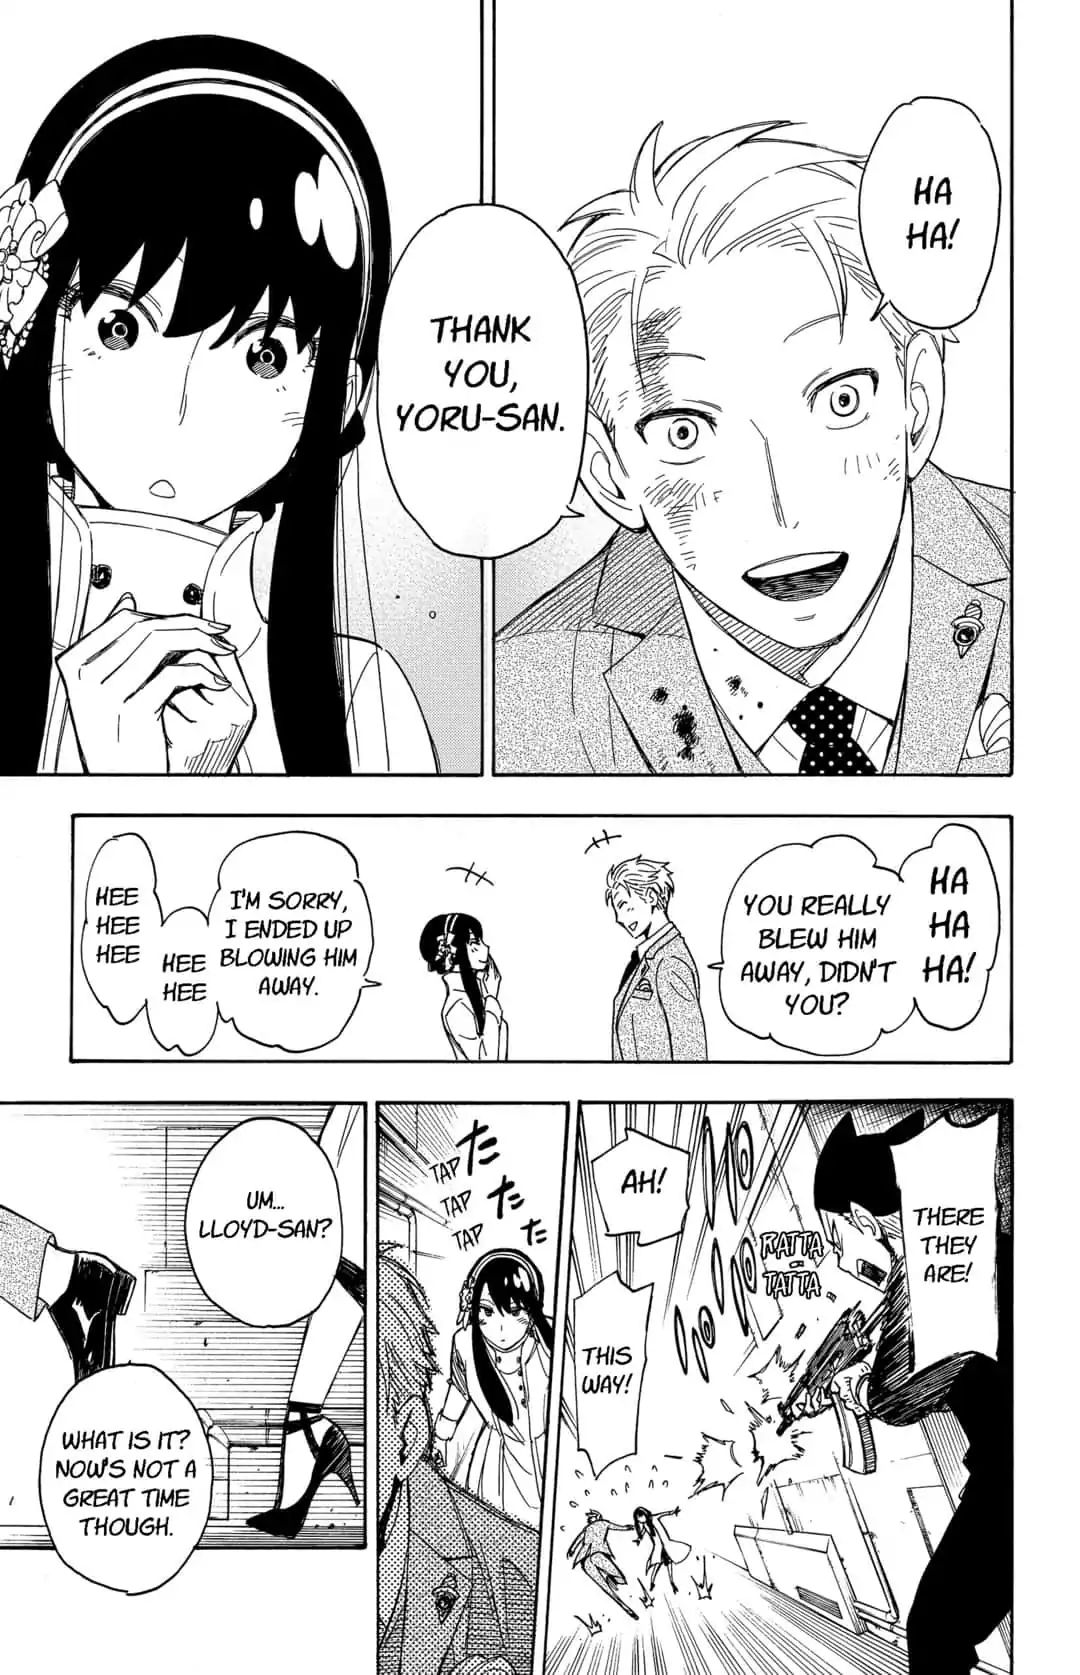 HA
HA!
THANK
YOU,
YORU-SAN.
HA
HA
HA!
YOU REALLY
BLEW HIM
AWAY, DIDN'T
YOU?
I'M SORRY,
I ENDED UP
BLOWING HIM
AWAY.
HEE
HEE
HEE
HEE
HEE
THERE
THEY
ARE!
RATTA
-
TATTA
AH!
THIS
WAY!
た
た
た
TAP
TAP
TAP
UM...
LLOYD-SAN?
WHAT IS IT?
NOW'S NOT A
GREAT TIME
THOUGH.